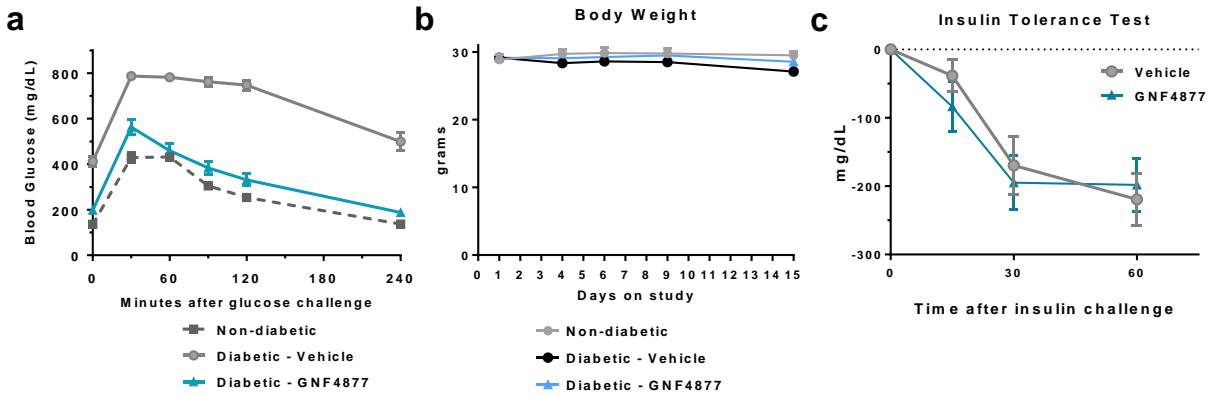 a
Blood Glucose (mg/dL)
800
600
400
200
0
0 60 120 180 240
Minutes after glucose challenge
Non-diabetic
Diabetic - Vehicle
Diabetic - GNF4877
b
Body Weight
grams
30
20
10
0
0 1 2 3 4 5 6 7 8 9 10 11 12 13 14 15
Days on study
Non-diabetic
Diabetic - Vehicle
Diabetic - GNF4877
c
Insulin Tolerance Test
mg/dL
0
-100
-200
-300
0 30 60
Time after insulin challenge
Vehicle
GNF4877